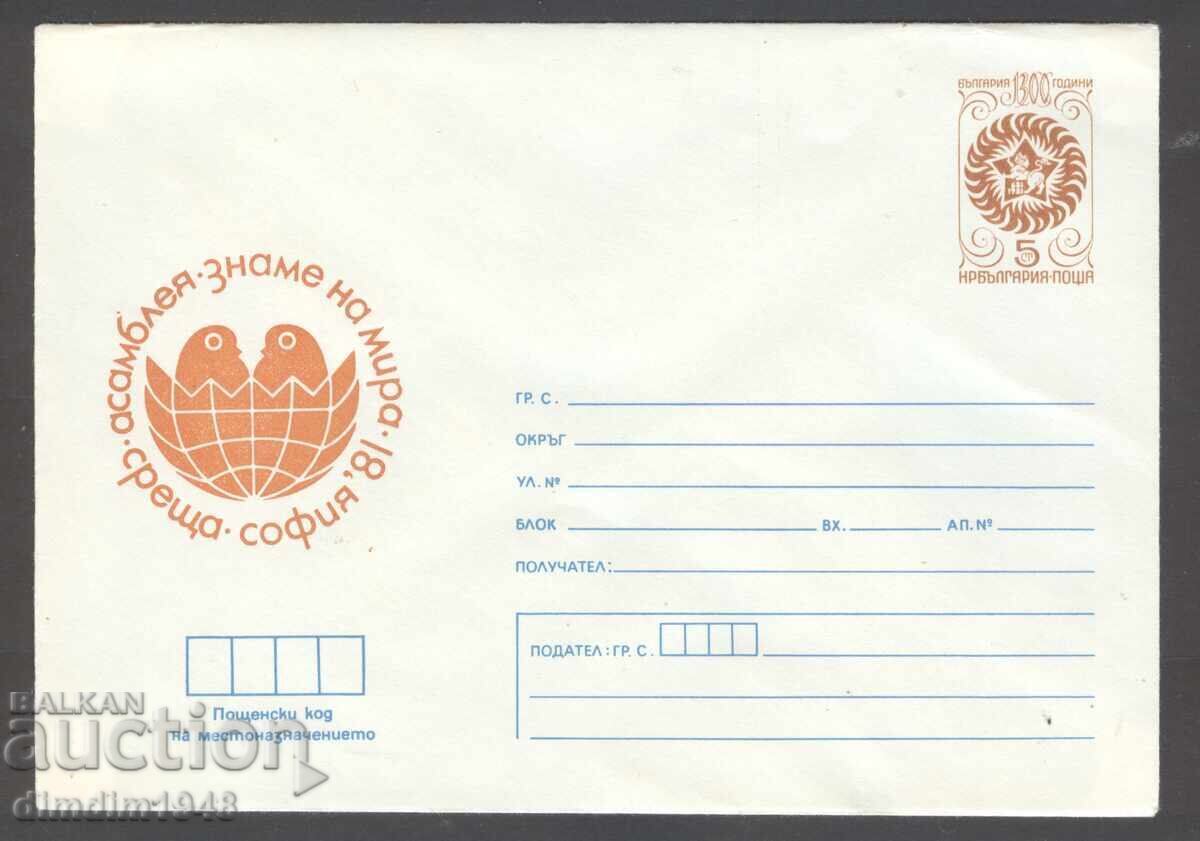 БЪЛГАРИЯ 1300 ГОДИНИ
5 СТ
НРБЪЛГАРИЯ·ПОЩА
среща·асамблея·знаме на мира·
софия'81
ГР. С.
ОКРЪГ
УЛ. №
БЛОК ВХ. АП. №
ПОЛУЧАТЕЛ:
ПОДАТЕЛ: ГР. С.
Пощенски код
на местоназначението
BALKAN
auction
dimdim1948